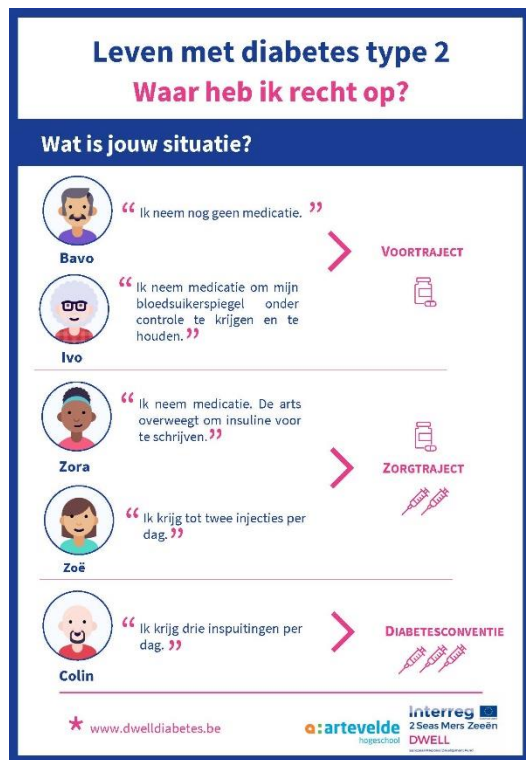 Leven met diabetes type 2
Waar heb ik recht op?
Wat is jouw situatie?
“ Ik neem nog geen medicatie. ”
Bavo
VOORTRAJECT
“ Ik neem medicatie om mijn
bloedsuikerspiegel onder
controle te krijgen en te
houden. ”
Ivo
“ Ik neem medicatie. De arts
overweegt om insuline voor
te schrijven. ”
Zora
ZORGTRAJECT
“ Ik krijg tot twee injecties per
dag. ”
Zoë
“ Ik krijg drie inspuitingen per
dag. ”
Colin
DIABETESCONVENTIE
* www.dwelldiabetes.be
a:artevelde
hogeschool
Interreg
2 Seas Mers Zeeën
DWELL